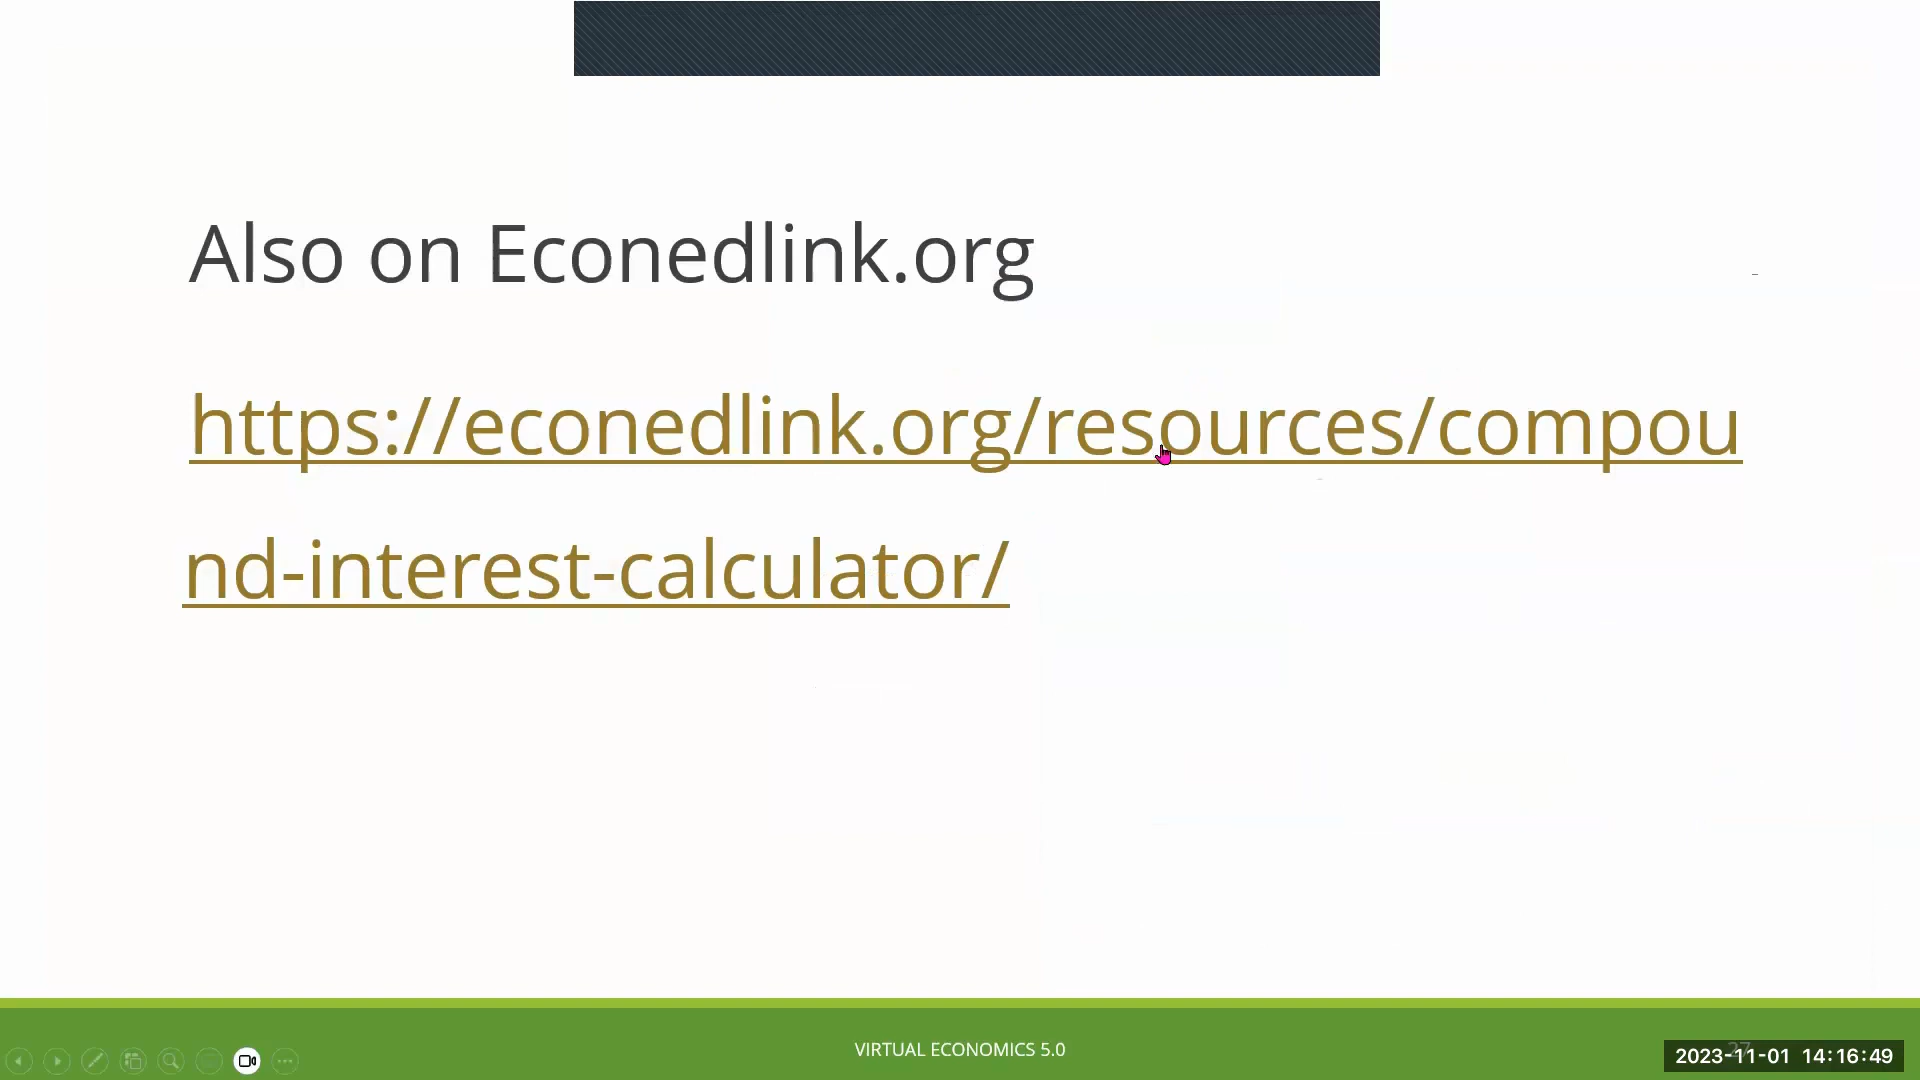 Also on Econedlink.org
https://econedlink.org/resources/compou
nd-interest-calculator/
VIRTUAL ECONOMICS 5.0
27
2023-11-01 14:16:49